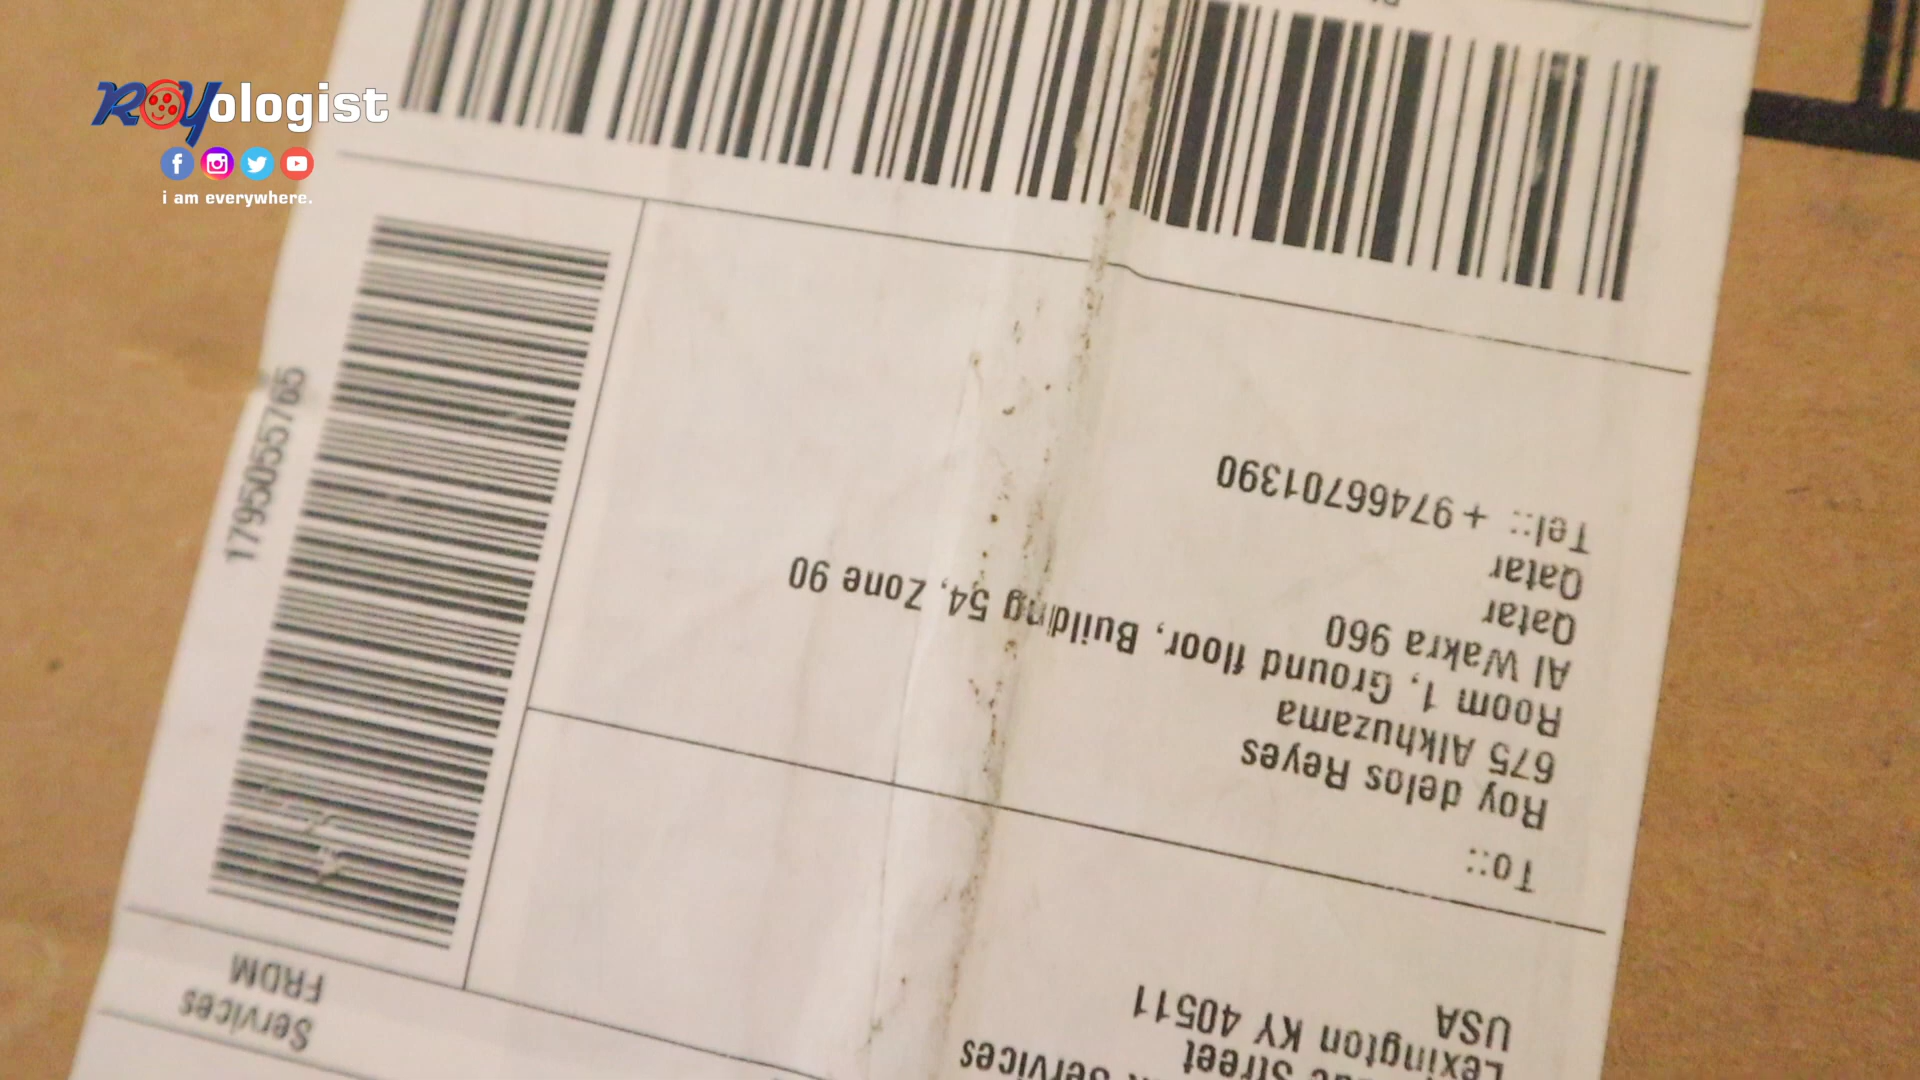 ROYologist
i am everywhere.
Services
FRDM
Services
Street
Lexington KY 40511
USA
To::
Roy delos Reyes
675 Alkhuzama
Room 1, Ground floor, Building 54, Zone 90
Al Wakra 960
Qatar
Qatar
Tel:: + 97466701390
1795055765